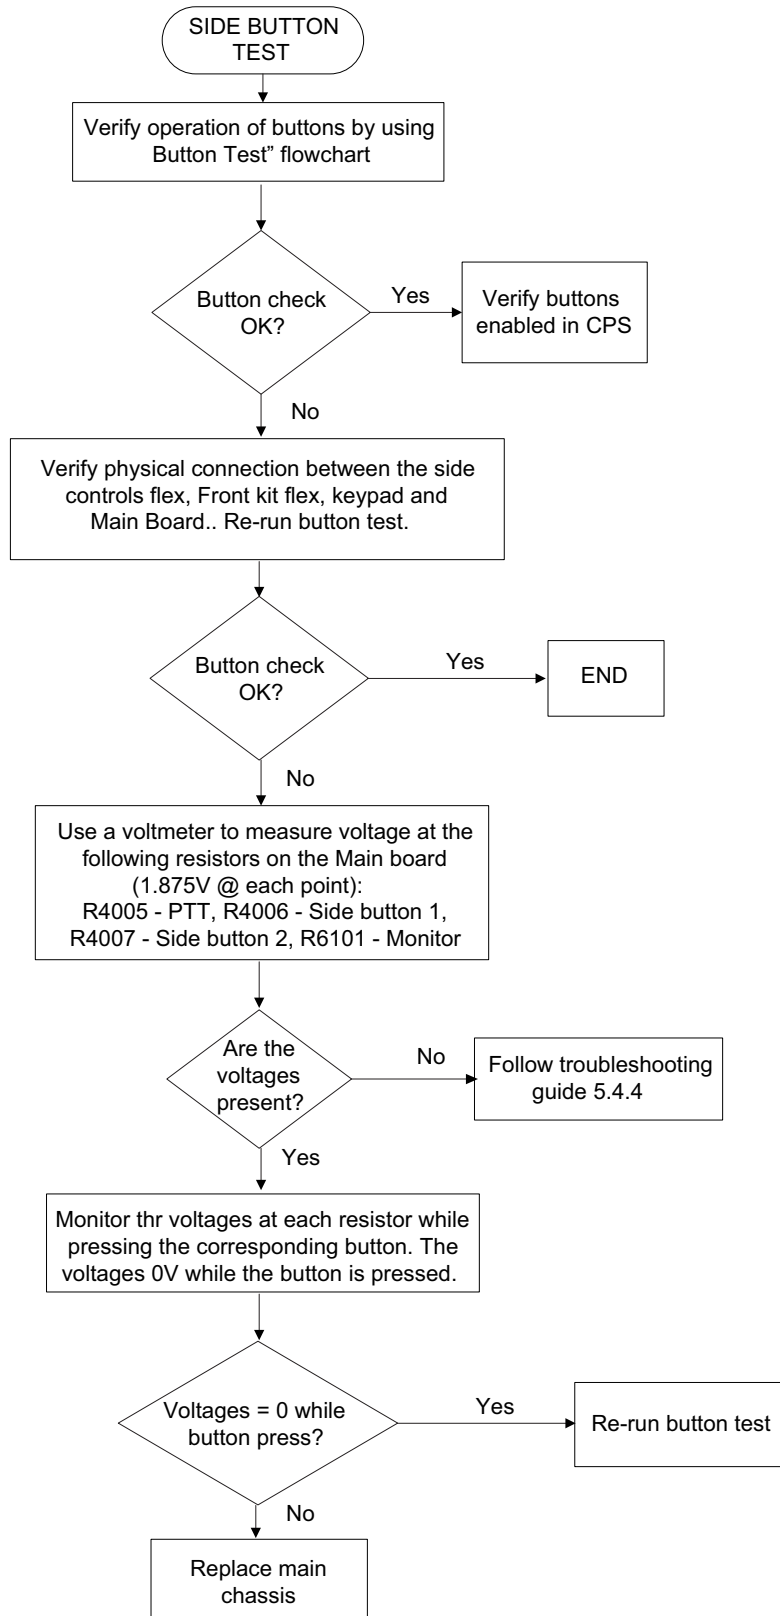 SIDE BUTTON
TEST
Verify operation of buttons by using
Button Test” flowchart
Button check
OK?
Yes
Verify buttons
enabled in CPS
No
Verify physical connection between the side
controls flex, Front kit flex, keypad and
Main Board.. Re-run button test.
Button check
OK?
Yes
END
No
Use a voltmeter to measure voltage at the
following resistors on the Main board
(1.875V @ each point):
R4005 - PTT, R4006 - Side button 1,
R4007 - Side button 2, R6101 - Monitor
Are the
voltages
present?
No
Follow troubleshooting
guide 5.4.4
Yes
Monitor thr voltages at each resistor while
pressing the corresponding button. The
voltages 0V while the button is pressed.
Voltages = 0 while
button press?
Yes
Re-run button test
No
Replace main
chassis